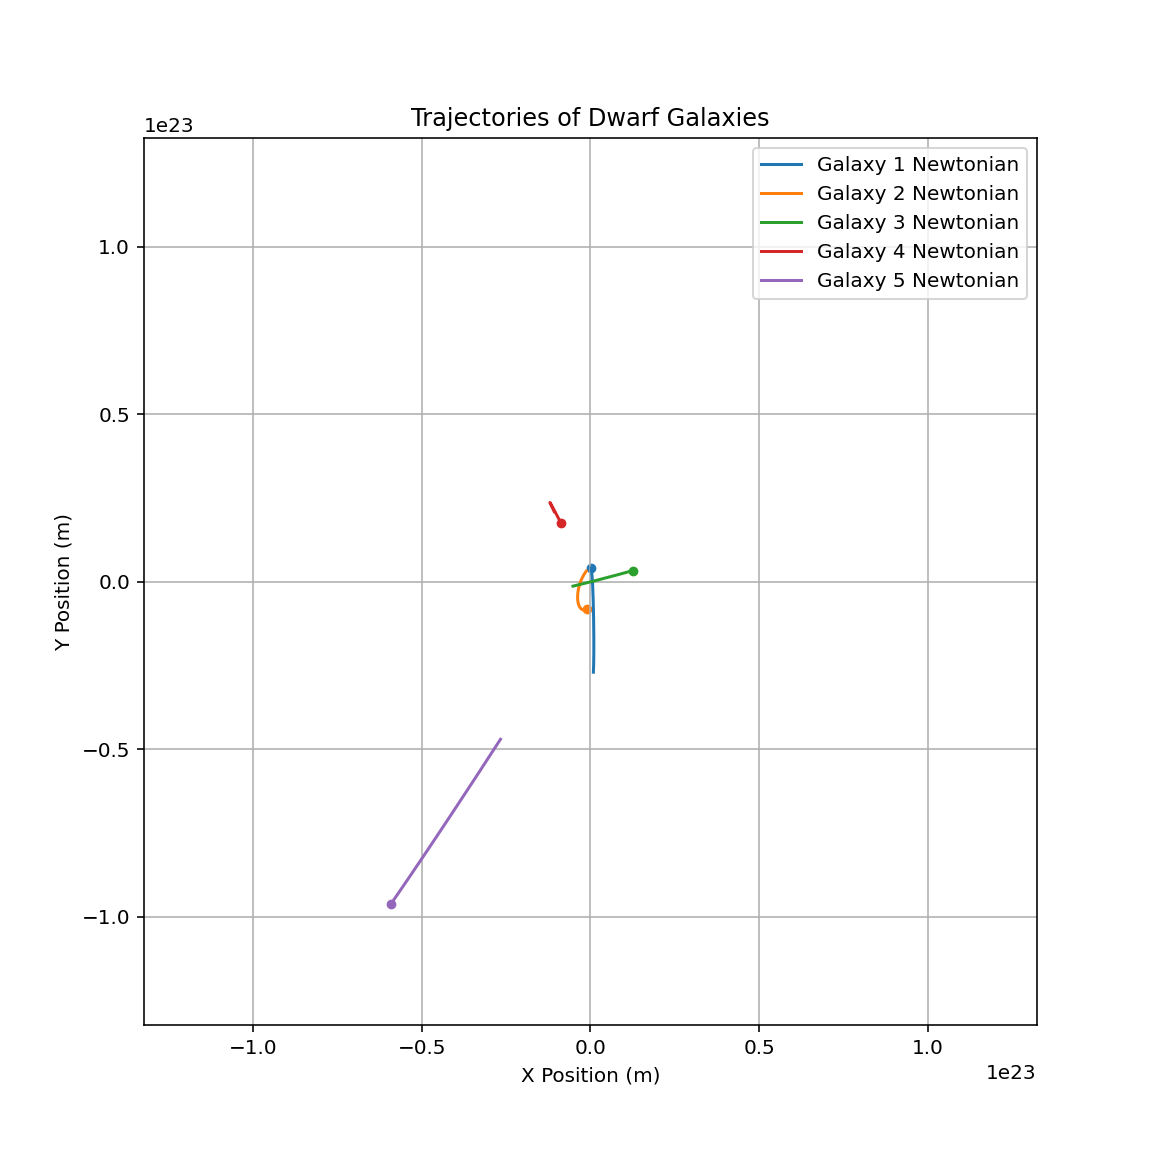 Trajectories of Dwarf Galaxies
1e23
Galaxy 1 Newtonian
Galaxy 2 Newtonian
Galaxy 3 Newtonian
Galaxy 4 Newtonian
Galaxy 5 Newtonian
1.0
0.5
0.0
−0.5
−1.0
Y Position (m)
−1.0 −0.5 0.0 0.5 1.0
1e23
X Position (m)